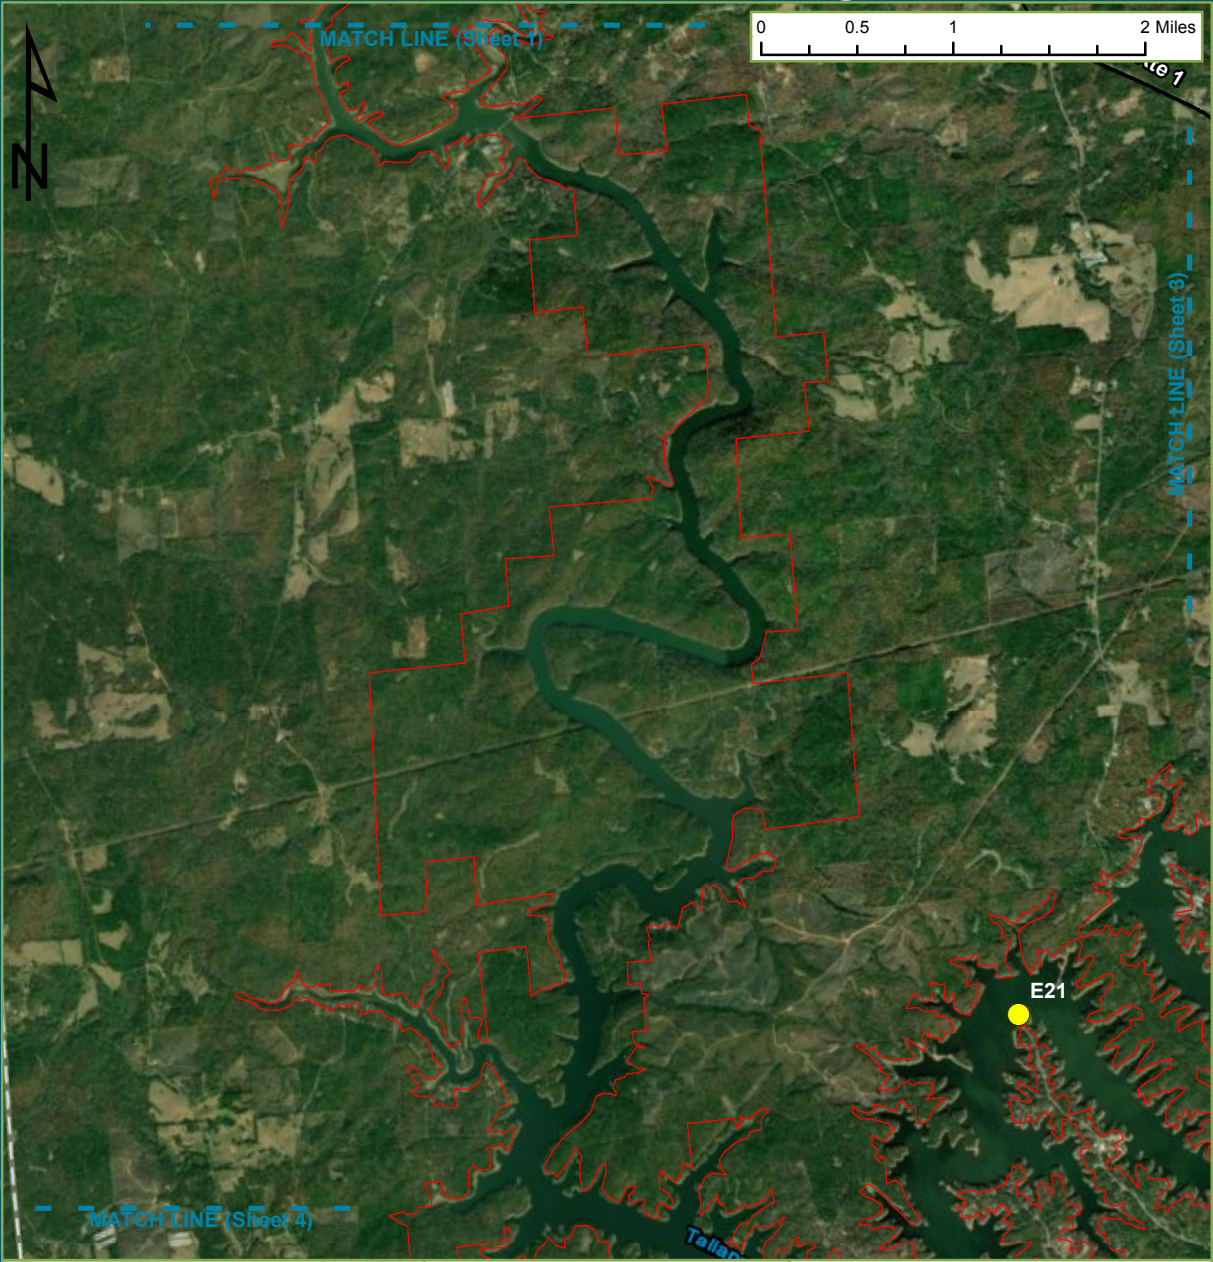 0 0.5 1 2 Miles
MATCH LINE (Sheet 1)
1
N
MATCH LINE (Sheet 3)
E21
MATCH LINE (Sheet 4)